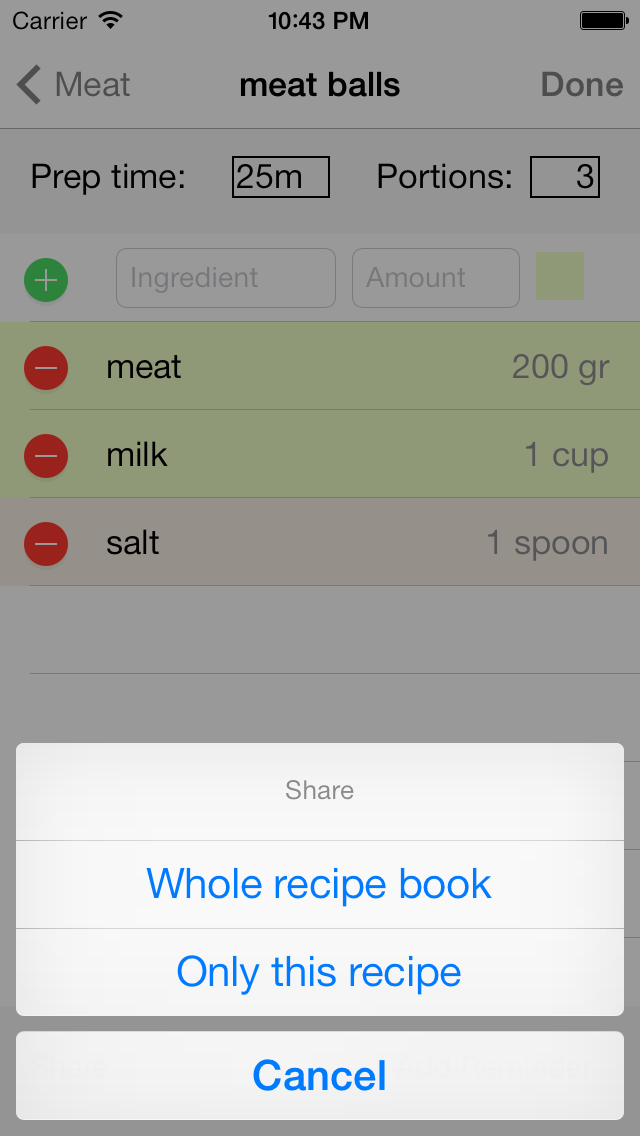 Carrier 10:43 PM
Meat meat balls Done
Prep time: 25m Portions: 3
Ingredient Amount
meat 200 gr
milk 1 cup
salt 1 spoon
Share
Whole recipe book
Only this recipe
Cancel